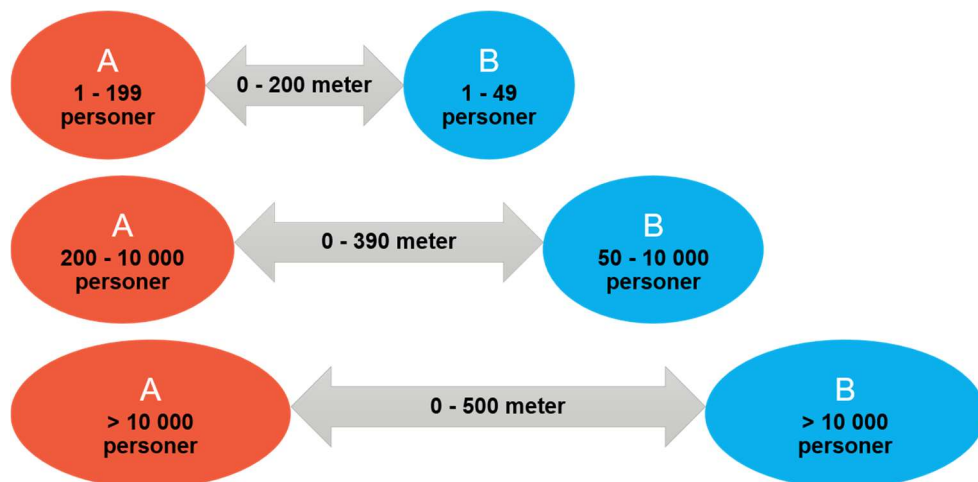 A
1 - 199
personer
0 - 200 meter
B
1 - 49
personer
A
200 - 10 000
personer
0 - 390 meter
B
50 - 10 000
personer
A
> 10 000
personer
0 - 500 meter
B
> 10 000
personer